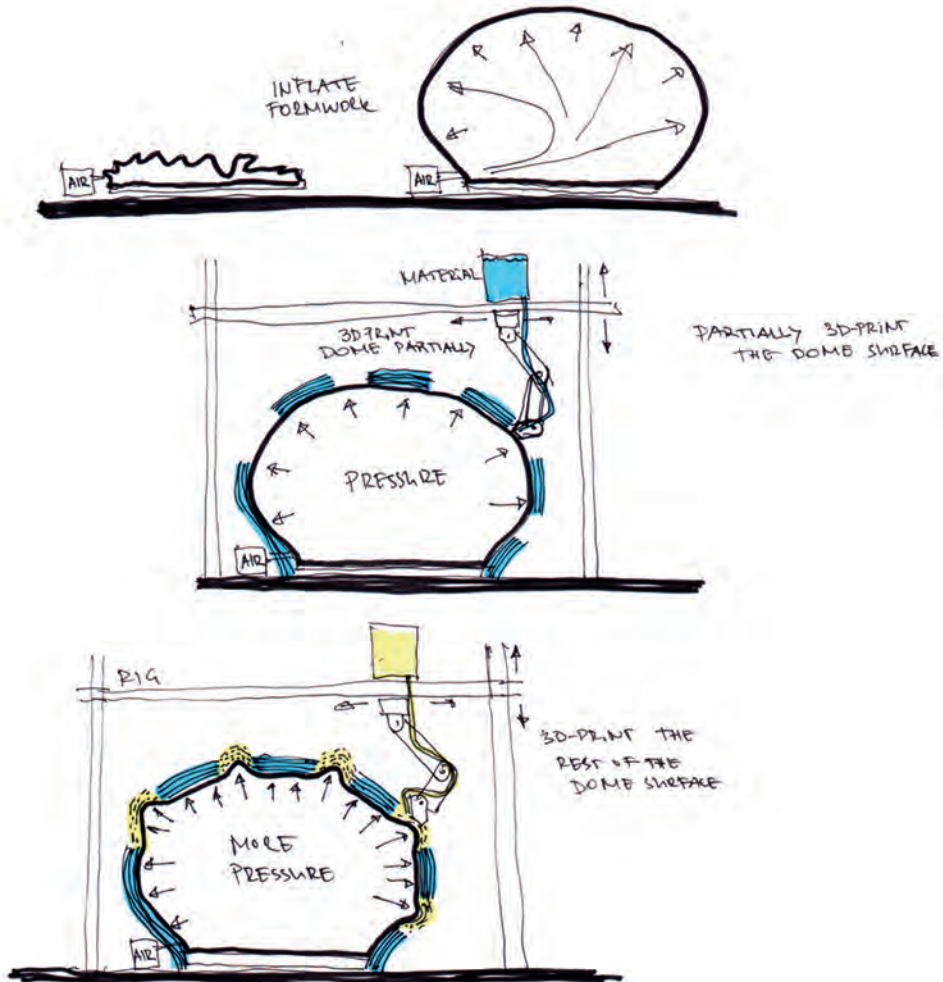 INFLATE
FORMWORK
AIR
AIR
MATERIAL
3D PRINT
DOME PARTIALLY
PARTIALLY 3D-PRINT
THE DOME SURFACE
PRESSURE
AIR
RIG
3D-PRINT THE
REST OF THE
DOME SURFACE
MORE
PRESSURE
AIR